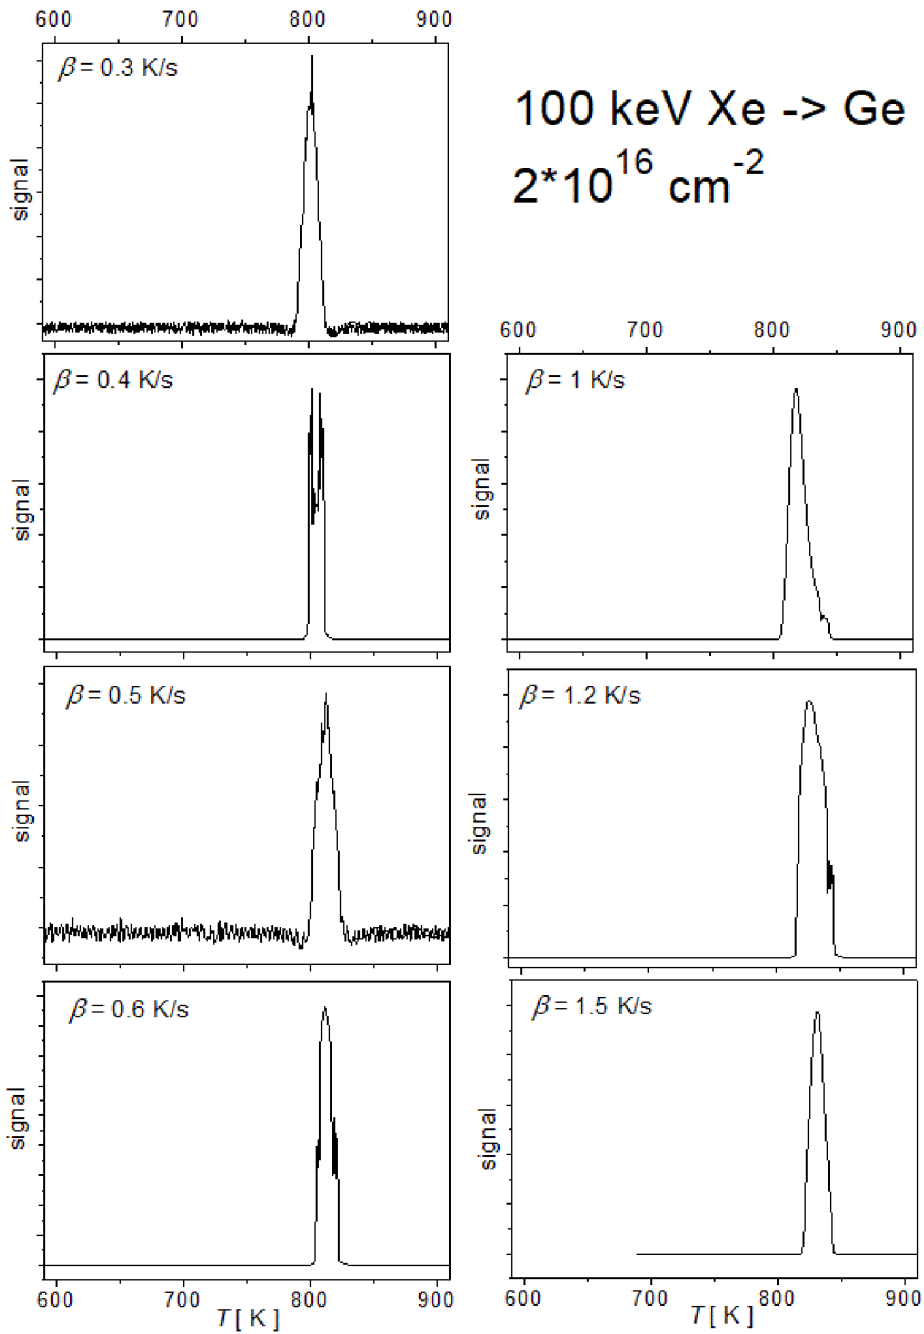 600 700 800 900
β = 0.3 K/s
signal
100 keV Xe -> Ge
2*10^16 cm^-2
β = 0.4 K/s
signal
600 700 800 900
β = 1 K/s
signal
β = 0.5 K/s
signal
β = 1.2 K/s
signal
β = 0.6 K/s
signal
600 700 800 900
T [ K ]
β = 1.5 K/s
signal
600 700 800 900
T [ K ]